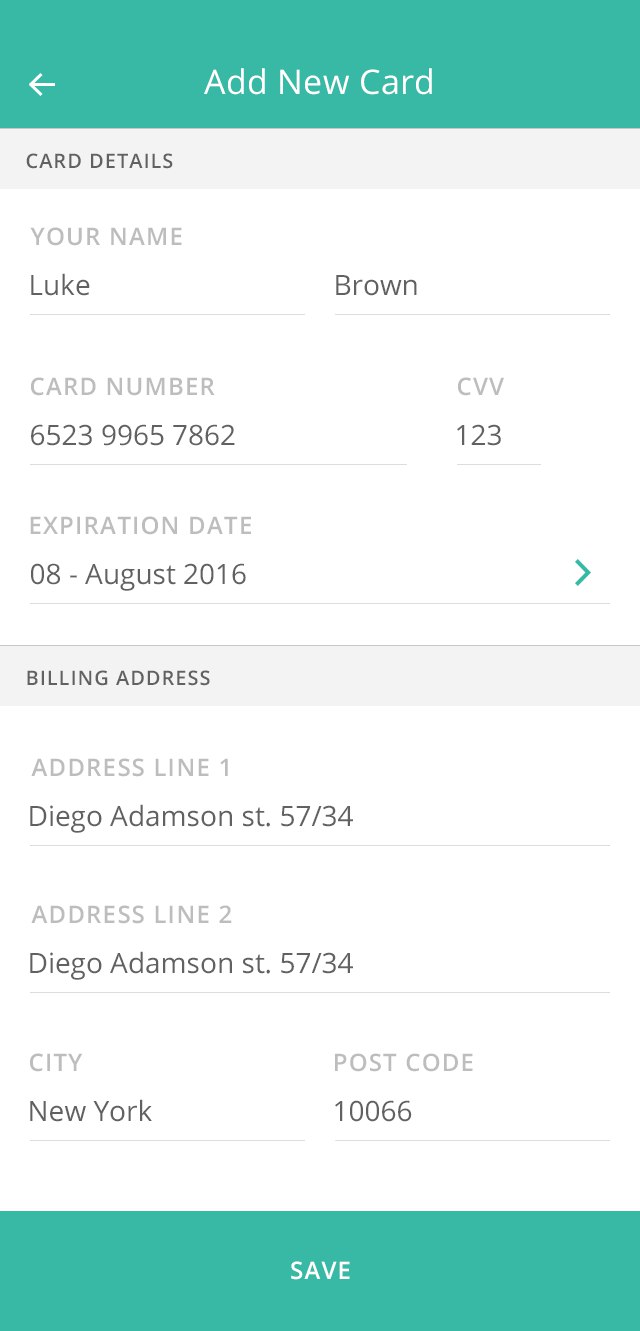 Add New Card
CARD DETAILS
YOUR NAME
Luke Brown
CARD NUMBER CVV
6523 9965 7862 123
EXPIRATION DATE
08 - August 2016
BILLING ADDRESS
ADDRESS LINE 1
Diego Adamson st. 57/34
ADDRESS LINE 2
Diego Adamson st. 57/34
CITY POST CODE
New York 10066
SAVE